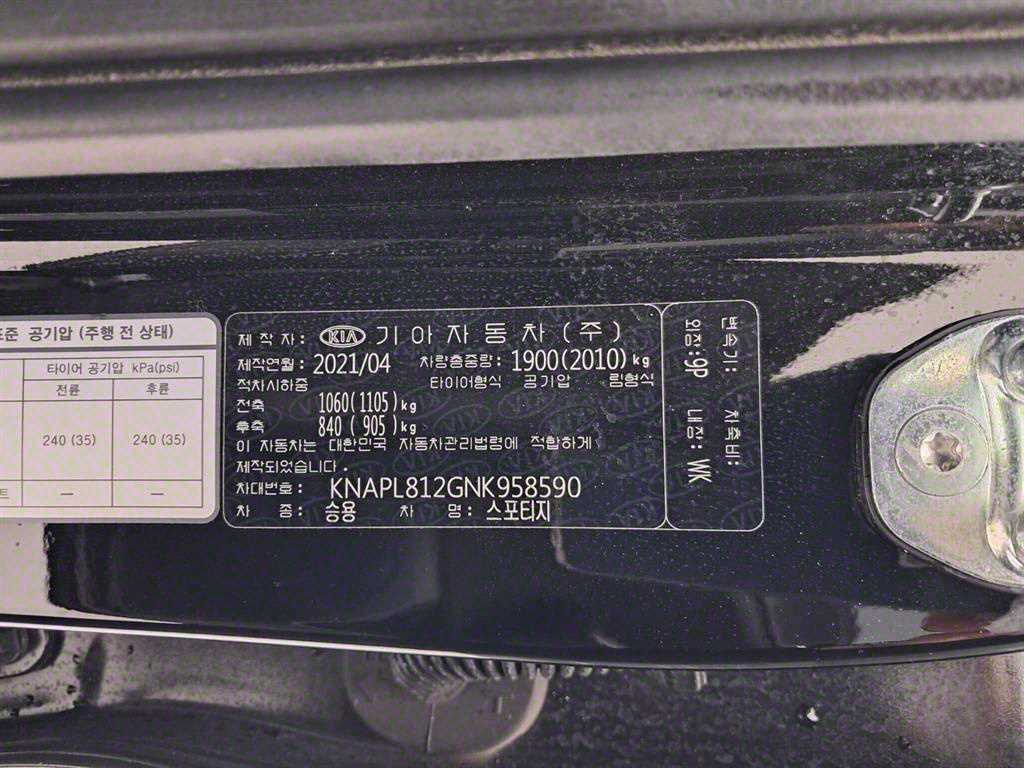 표준 공기압 (주행 전 상태)
타이어 공기압 kPa(psi)
전륜 후륜
240 (35) 240 (35)
트
제 작 자 : KIA 기아자동차(주)
제작연월 : 2021/04 차량총중량: 1900(2010)kg
적차시하중 타이어형식 공기압 림형식
전축 1060(1105)kg
후축 840 ( 905)kg
이 자동차는 대한민국 자동차관리법령에 적합하게
제작되었습니다.
차대번호: KNAPL812GNK958590
차 종: 승용 차 명: 스포티지
변속기: 차축비:
외장:9P 내장:WK